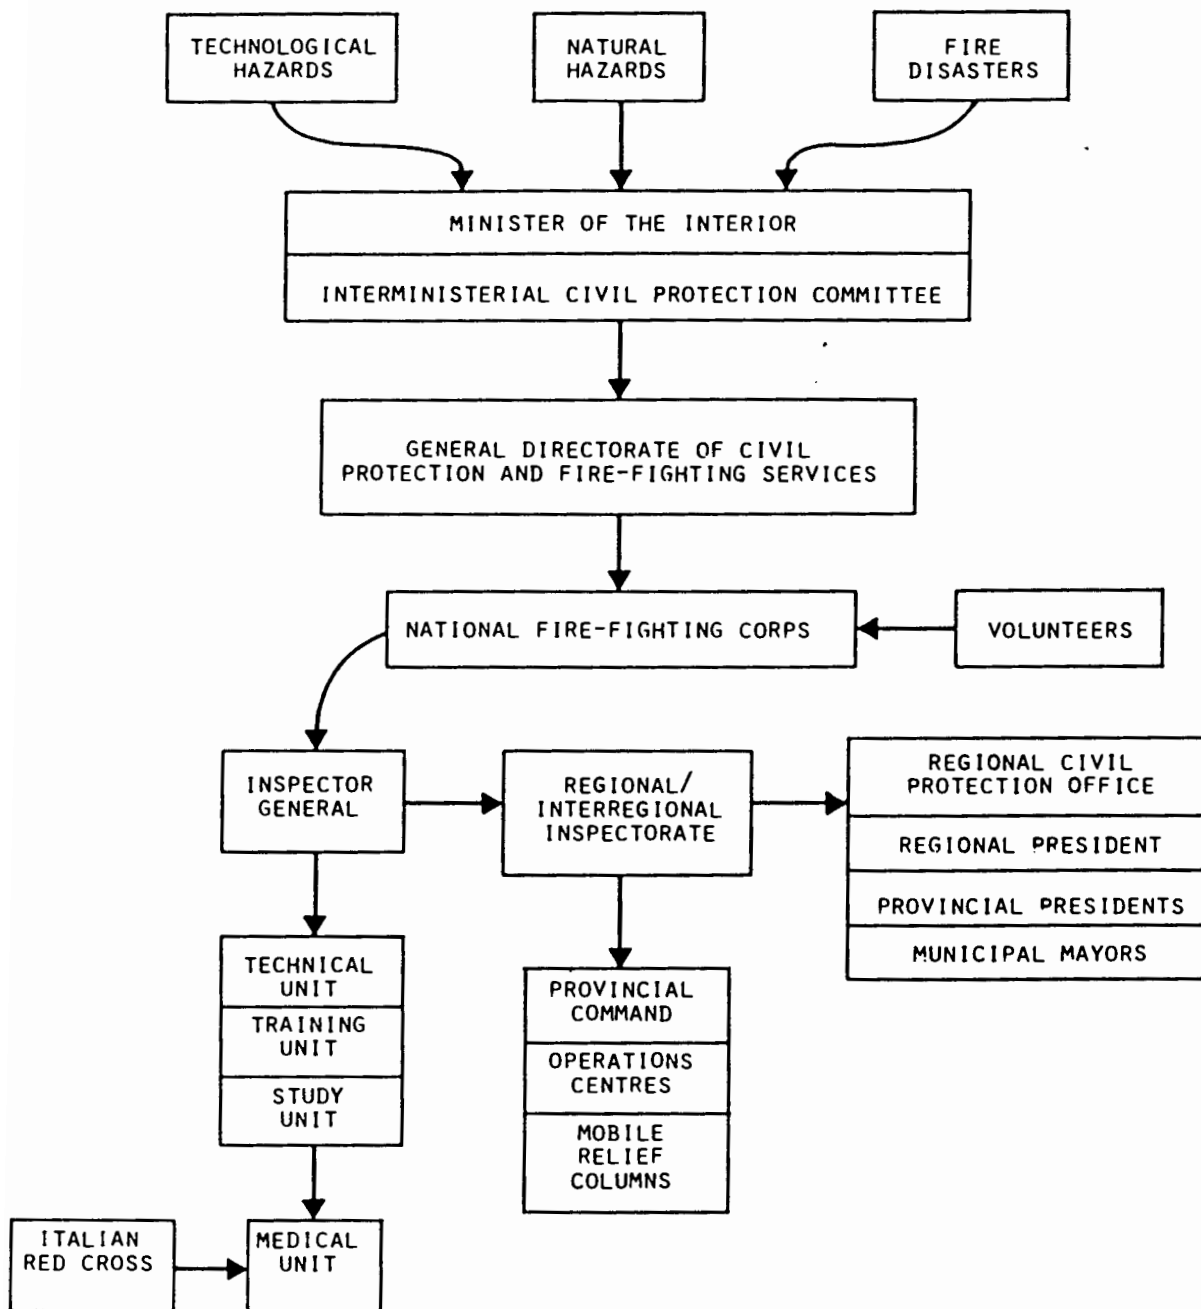 TECHNOLOGICAL
HAZARDS
NATURAL
HAZARDS
FIRE
DISASTERS
MINISTER OF THE INTERIOR
INTERMINISTERIAL CIVIL PROTECTION COMMITTEE
GENERAL DIRECTORATE OF CIVIL
PROTECTION AND FIRE-FIGHTING SERVICES
NATIONAL FIRE-FIGHTING CORPS
VOLUNTEERS
INSPECTOR
GENERAL
REGIONAL/
INTERREGIONAL
INSPECTORATE
REGIONAL CIVIL
PROTECTION OFFICE
REGIONAL PRESIDENT
PROVINCIAL PRESIDENTS
MUNICIPAL MAYORS
TECHNICAL
UNIT
TRAINING
UNIT
STUDY
UNIT
PROVINCIAL
COMMAND
OPERATIONS
CENTRES
MOBILE
RELIEF
COLUMNS
ITALIAN
RED CROSS
MEDICAL
UNIT